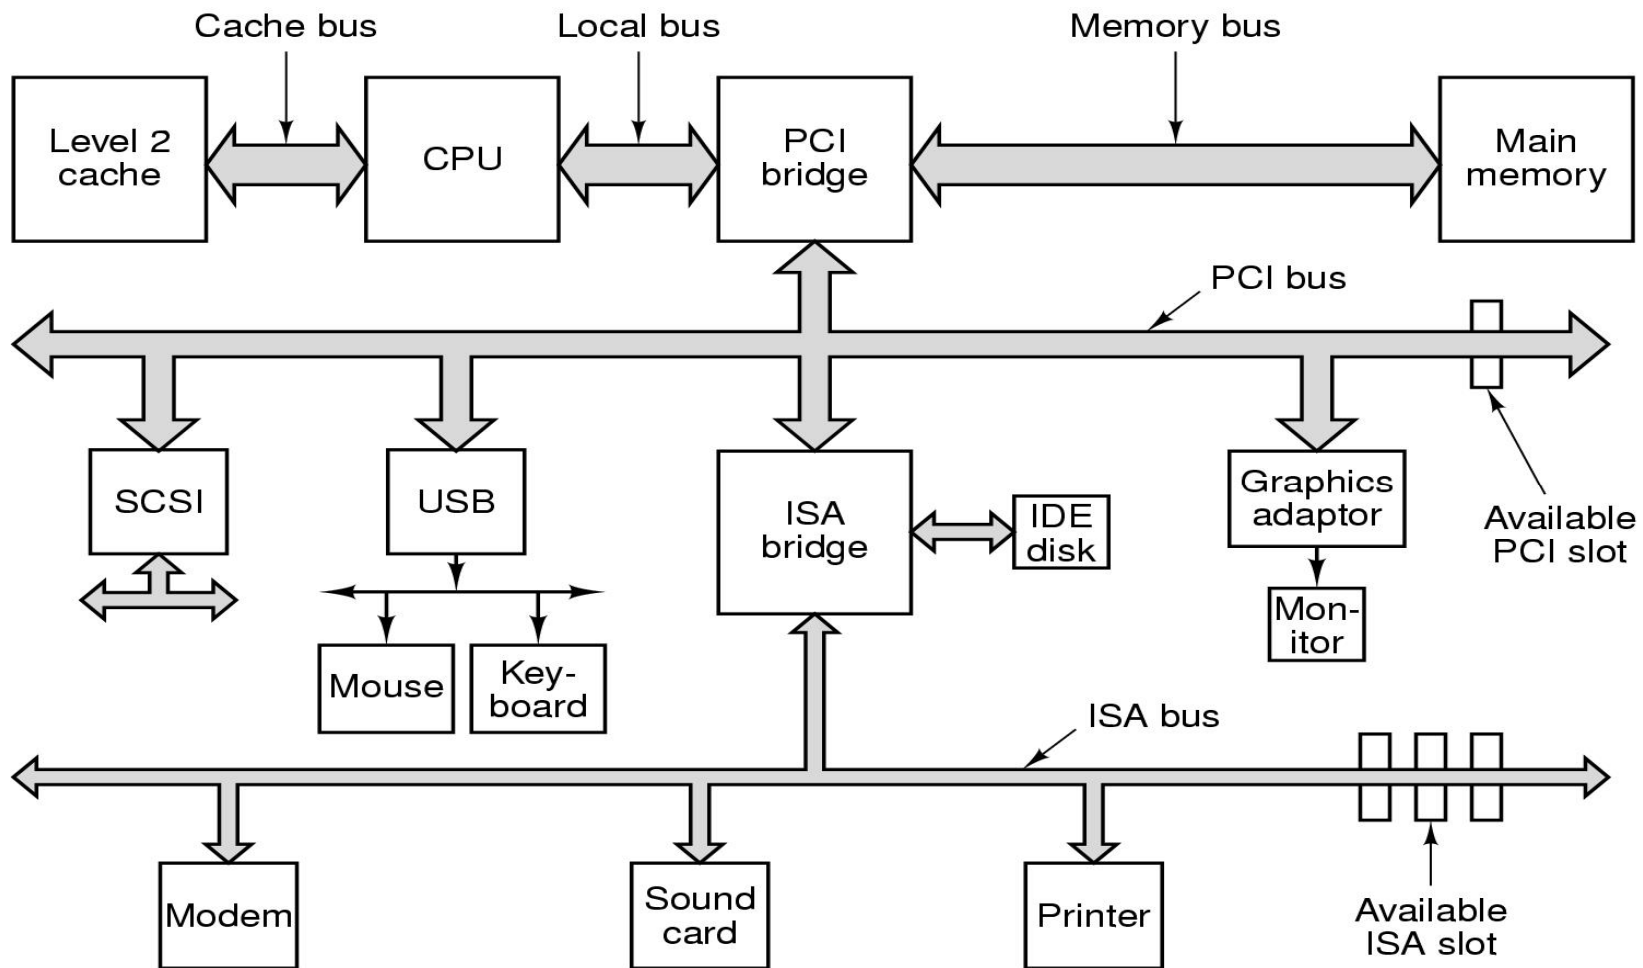 Cache bus
Local bus
Memory bus
Level 2
cache
CPU
PCI
bridge
Main
memory
PCI bus
SCSI
USB
ISA
bridge
IDE
disk
Graphics
adaptor
Available
PCI slot
Mon-
itor
Mouse
Key-
board
ISA bus
Modem
Sound
card
Printer
Available
ISA slot